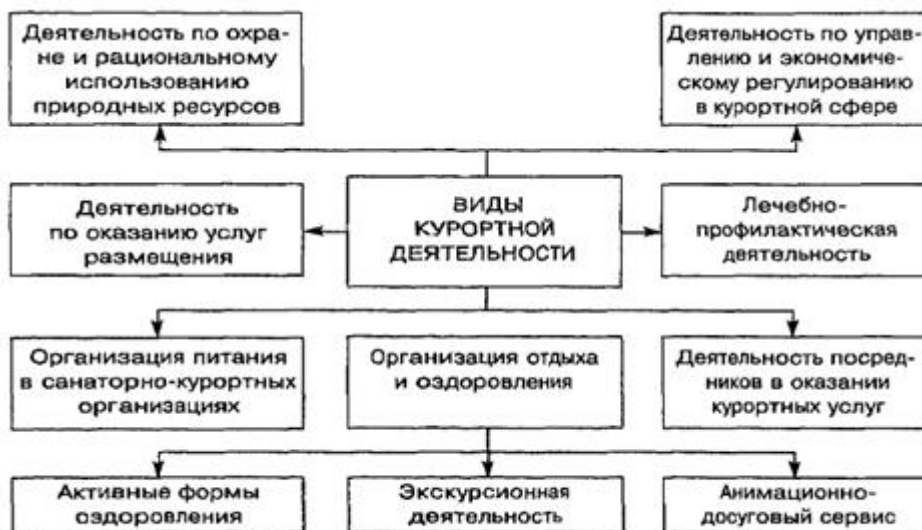 Деятельность по охра-
не и рациональному
использованию
природных ресурсов
Деятельность по управ-
лению и экономиче-
скому регулированию
в курортной сфере
Деятельность
по оказанию услуг
размещения
ВИДЫ
КУРОРТНОЙ
ДЕЯТЕЛЬНОСТИ
Лечебно-
профилактическая
деятельность
Организация питания
в санаторно-курортных
организациях
Организация отдыха
и оздоровления
Деятельность посред-
ников в оказании
курортных услуг
Активные формы
оздоровления
Экскурсионная
деятельность
Анимационно-
досуговый сервис